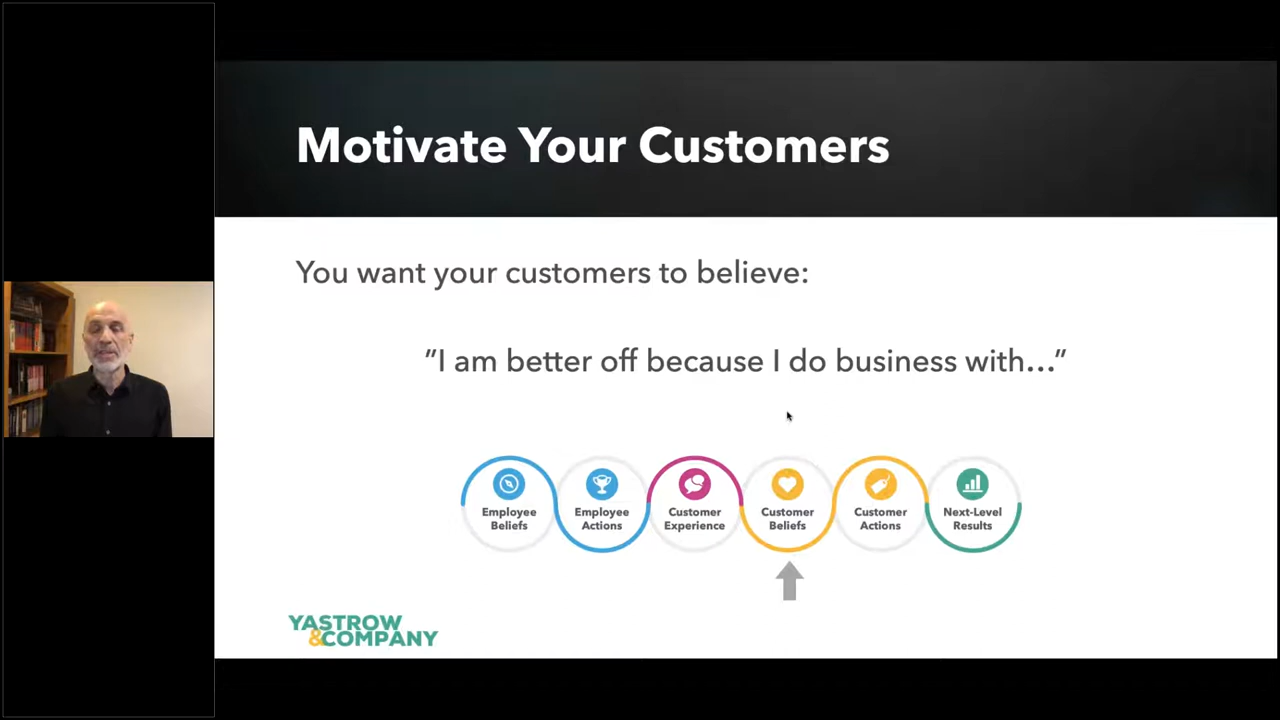 Motivate Your Customers
You want your customers to believe:
”I am better off because I do business with...”
Employee
Beliefs
Employee
Actions
Customer
Experience
Customer
Beliefs
Customer
Actions
Next-Level
Results
YASTROW
&COMPANY